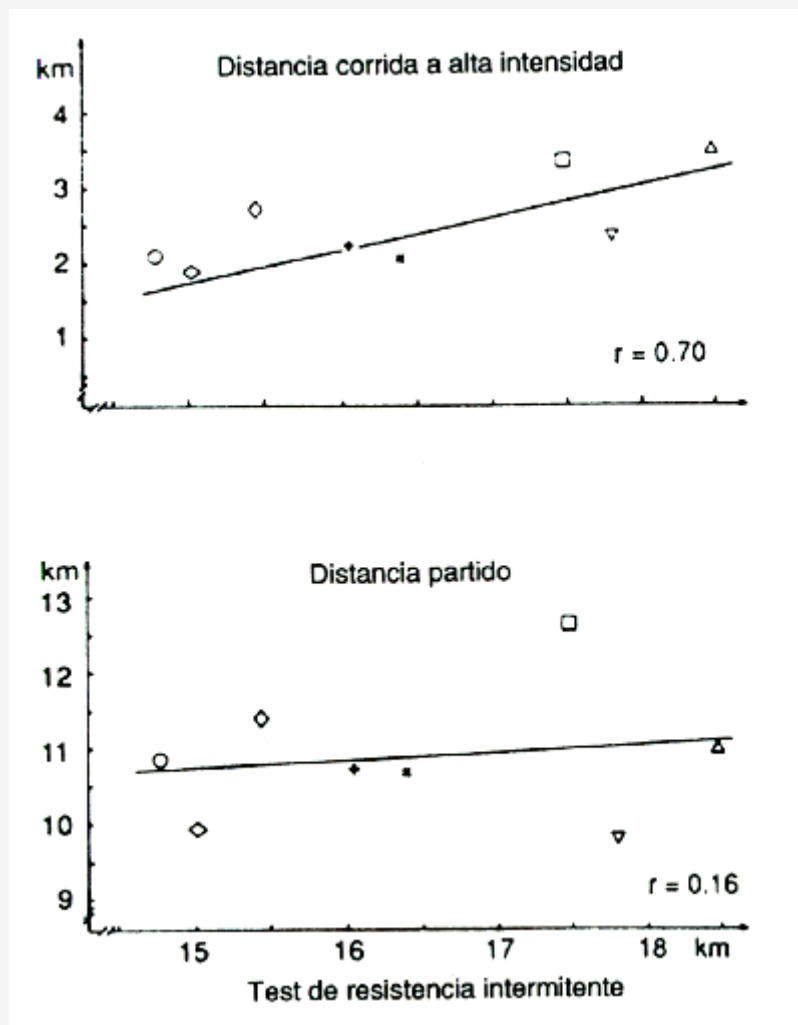 km
Distancia corrida a alta intensidad
4
3
2
1
r = 0.70
km
Distancia partido
13
12
11
10
9
r = 0.16
15 16 17 18 km
Test de resistencia intermitente